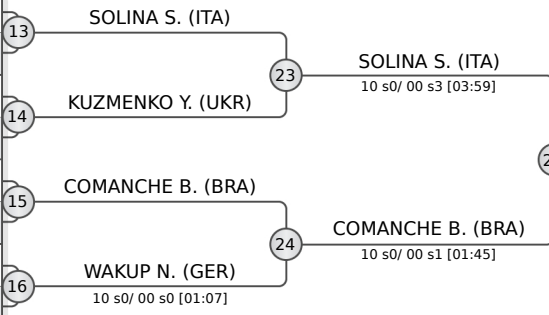 SOLINA S. (ITA)
13
SOLINA S. (ITA)
23
10 s0/ 00 s3 [03:59]
KUZMENKO Y. (UKR)
14
COMANCHE B. (BRA)
15
COMANCHE B. (BRA)
24
10 s0/ 00 s1 [01:45]
WAKUP N. (GER)
16
10 s0/ 00 s0 [01:07]